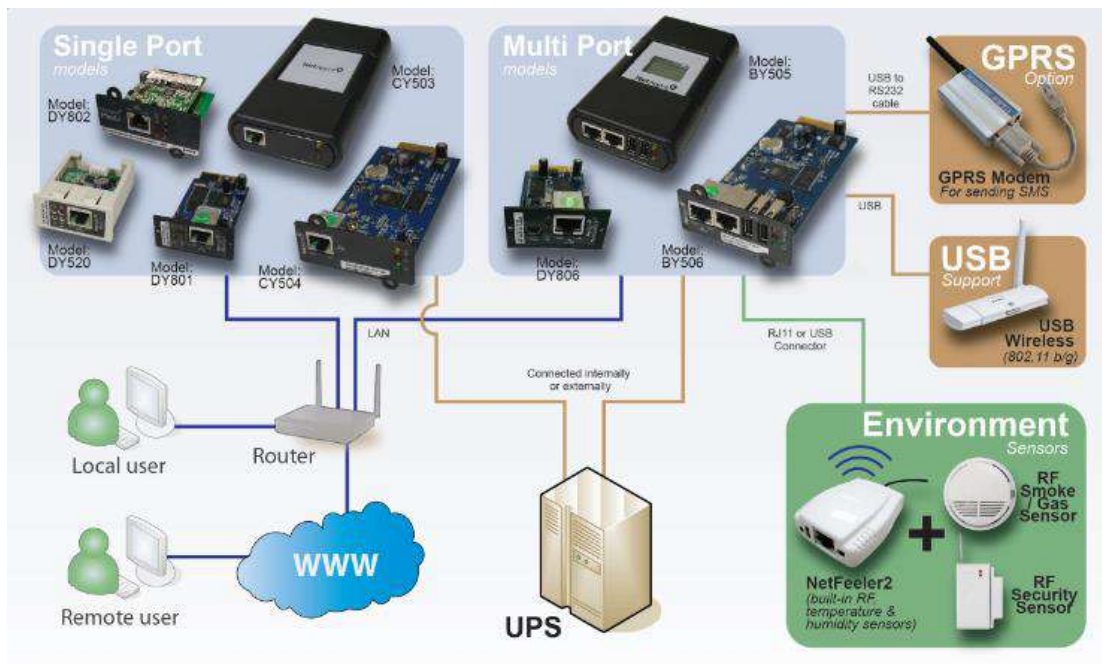 Single Port
models
Model:
DY802
Model:
CY503
Model:
DY520
Model:
DY801
Model:
CY504
Multi Port
models
Model:
BY505
Model:
DY806
Model:
BY506
USB to
RS232
cable
GPRS
Option
GPRS Modem
For sending SMS
USB
USB
Support
USB
Wireless
(802.11 b/g)
LAN
RJ11 or USB
Connector
Connected internally
or externally
Local user
Router
Remote user
WWW
UPS
Environment
Sensors
RF
Smoke
/ Gas
Sensor
NetFeeler2
(built-in RF,
temperature &
humidity sensors)
RF
Security
Sensor